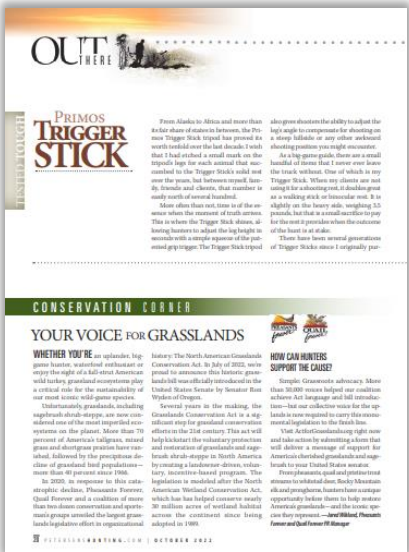 OUT
THERE
TESTED TOUGH
PRIMOS
TRIGGER
STICK
From Alaska to Africa and more than
its fair share of states in between, the Pri-
mos Trigger Stick tripod has proved its
worth tenfold over the last decade. I wish
that I had etched a small mark on the
tripod's legs for each animal that suc-
cumbed to the Trigger Stick's solid rest
over the years, but between myself, fam-
ily, friends and clients, that number is
easily north of several hundred.
More often than not, time is of the es-
sence when the moment of truth arrives.
This is where the Trigger Stick shines, al-
lowing hunters to adjust the leg height in
seconds with a simple squeeze of the pat-
ented grip trigger. The Trigger Stick tripod
also gives shooters the ability to adjust the
leg's angle to compensate for shooting on
a steep hillside or any other awkward
shooting position you might encounter.
As a big-game guide, there are a small
handful of items that I never ever leave
the truck without. One of which is my
Trigger Stick. When my clients are not
using it for a shooting rest, it doubles great
as a walking stick or binocular rest. It is
slightly on the heavy side, weighing 3.5
pounds, but that is a small sacrifice to pay
for the rest it provides when the outcome
of the hunt is at stake.
There have been several generations
of Trigger Sticks since I originally pur-
CONSERVATION CORNER
YOUR VOICE FOR GRASSLANDS
WHETHER YOU'RE an uplander, big-
game hunter, waterfowl enthusiast or
enjoy the sight of a full-strut American
wild turkey, grassland ecosystems play
a critical role for the sustainability of
our most iconic wild-game species.
Unfortunately, grasslands, including
sagebrush shrub-steppe, are now con-
sidered one of the most imperiled eco-
systems on the planet. More than 70
percent of America's tallgrass, mixed
grass and shortgrass prairies have van-
ished, followed by the precipitous de-
cline of grassland bird populations—
more than 40 percent since 1966.
In 2020, in response to this cata-
strophic decline, Pheasants Forever,
Quail Forever and a coalition of more
than two dozen conservation and sports-
men's groups unveiled the largest grass-
lands legislative effort in organizational
history: The North American Grasslands
Conservation Act. In July of 2022, we're
proud to announce this historic grass-
lands bill was officially introduced in the
United States Senate by Senator Ron
Wyden of Oregon.
Several years in the making, the
Grasslands Conservation Act is a sig-
nificant step for grassland conservation
efforts in the 21st century. This act will
help kickstart the voluntary protection
and restoration of grasslands and sage-
brush shrub-steppe in North America
by creating a landowner-driven, volun-
tary, incentive-based program. The
legislation is modeled after the North
American Wetland Conservation Act,
which has has helped conserve nearly
30 million acres of wetland habitat
across the continent since being
adopted in 1989.
HOW CAN HUNTERS
SUPPORT THE CAUSE?
Simple: Grassroots advocacy. More
than 30,000 voices helped our coalition
achieve Act language and bill introduc-
tion—but our collective voice for the ap-
lands is now required to carry this monu-
mental legislation to the finish line.
Visit ActForGrasslands.org right now
and take action by submitting a form that
will deliver a message of support for
America's cherished grasslands and sage-
brush to your United States senator.
From pheasants, quail and pintail
streamers to whitetail deer, Rocky Mountain
elk and pronghorns, hunters have a unique
opportunity before them to help restore
American grasslands—and the iconic spe-
cies they represent. —Jared Wiklund, Pheasants
Forever and Quail Forever PR Manager
PETERSENSHUNTING.COM | OCTOBER 2022